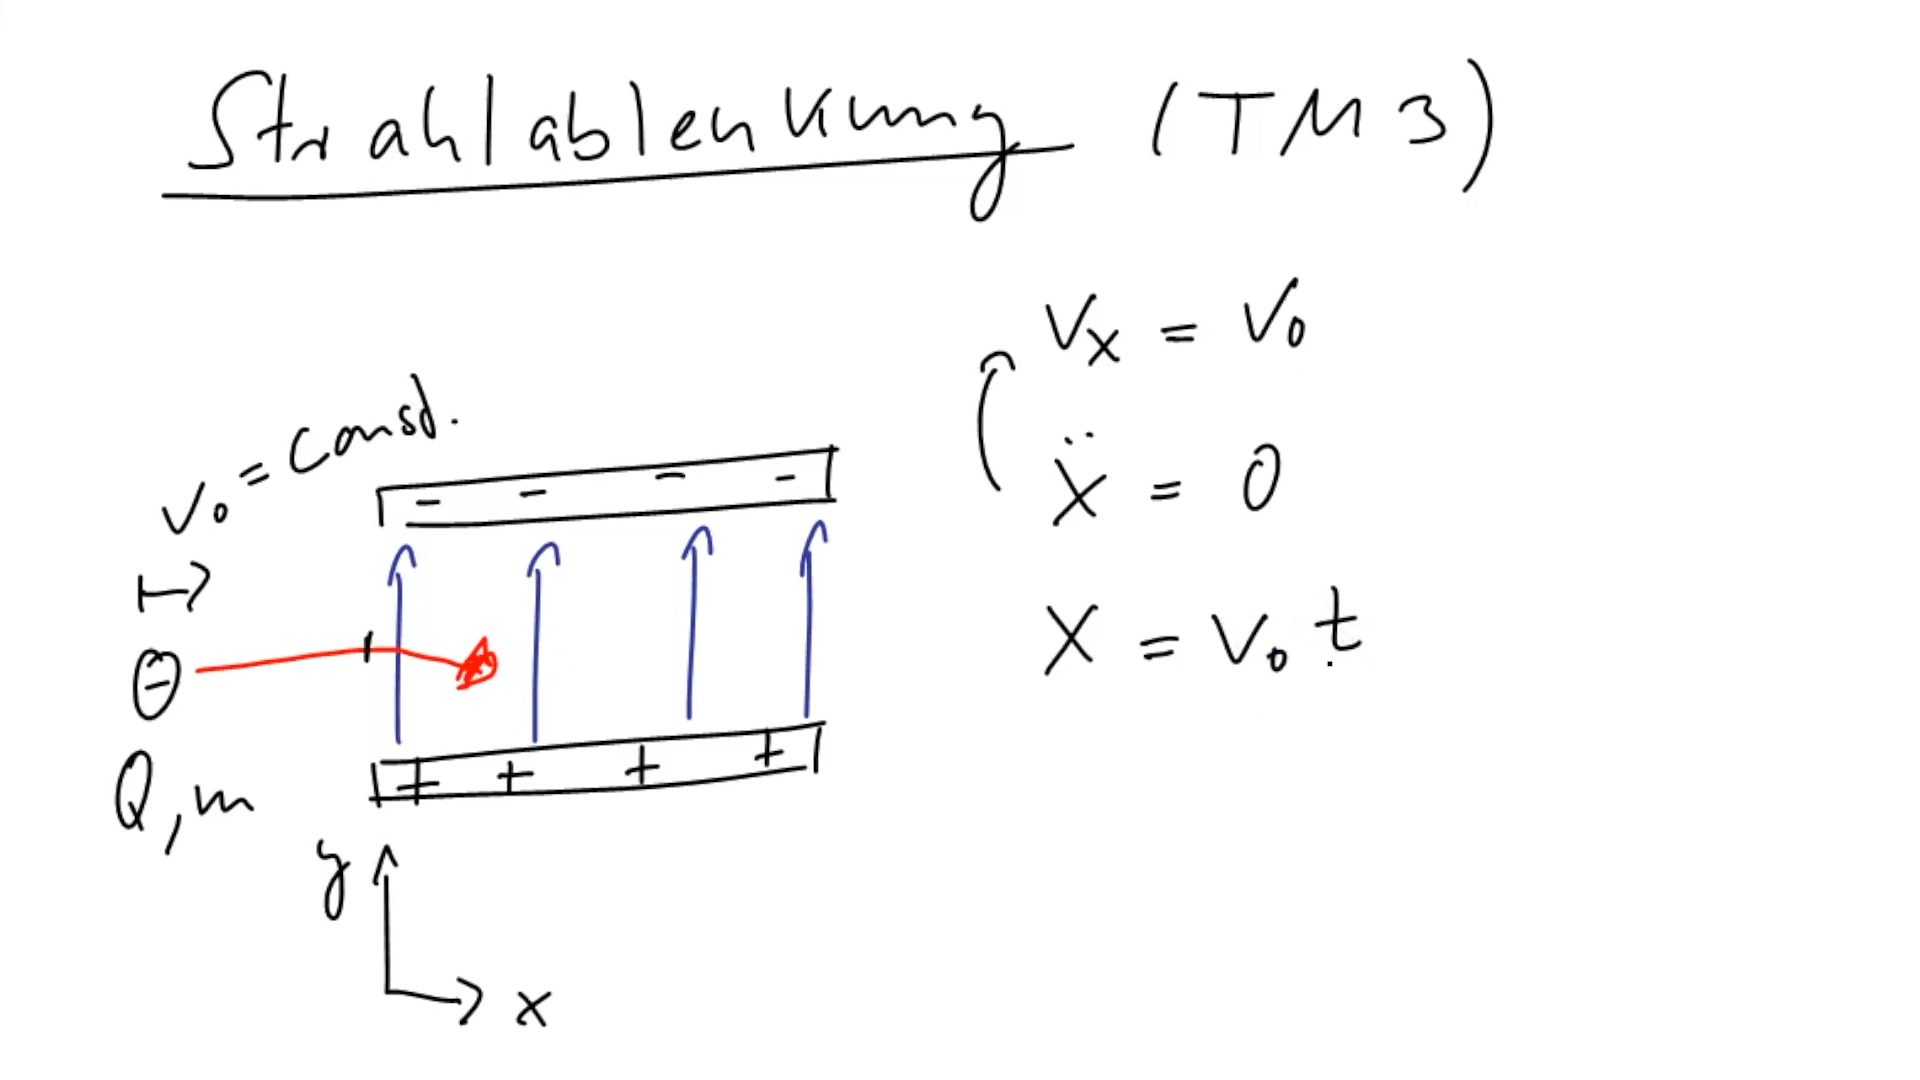 Strahlablenkung (TM3)
v₀ = const.
- - - -
⊖
Q, m
+ + + +
y
x
vₓ = v₀
ẍ = 0
x = v₀ t